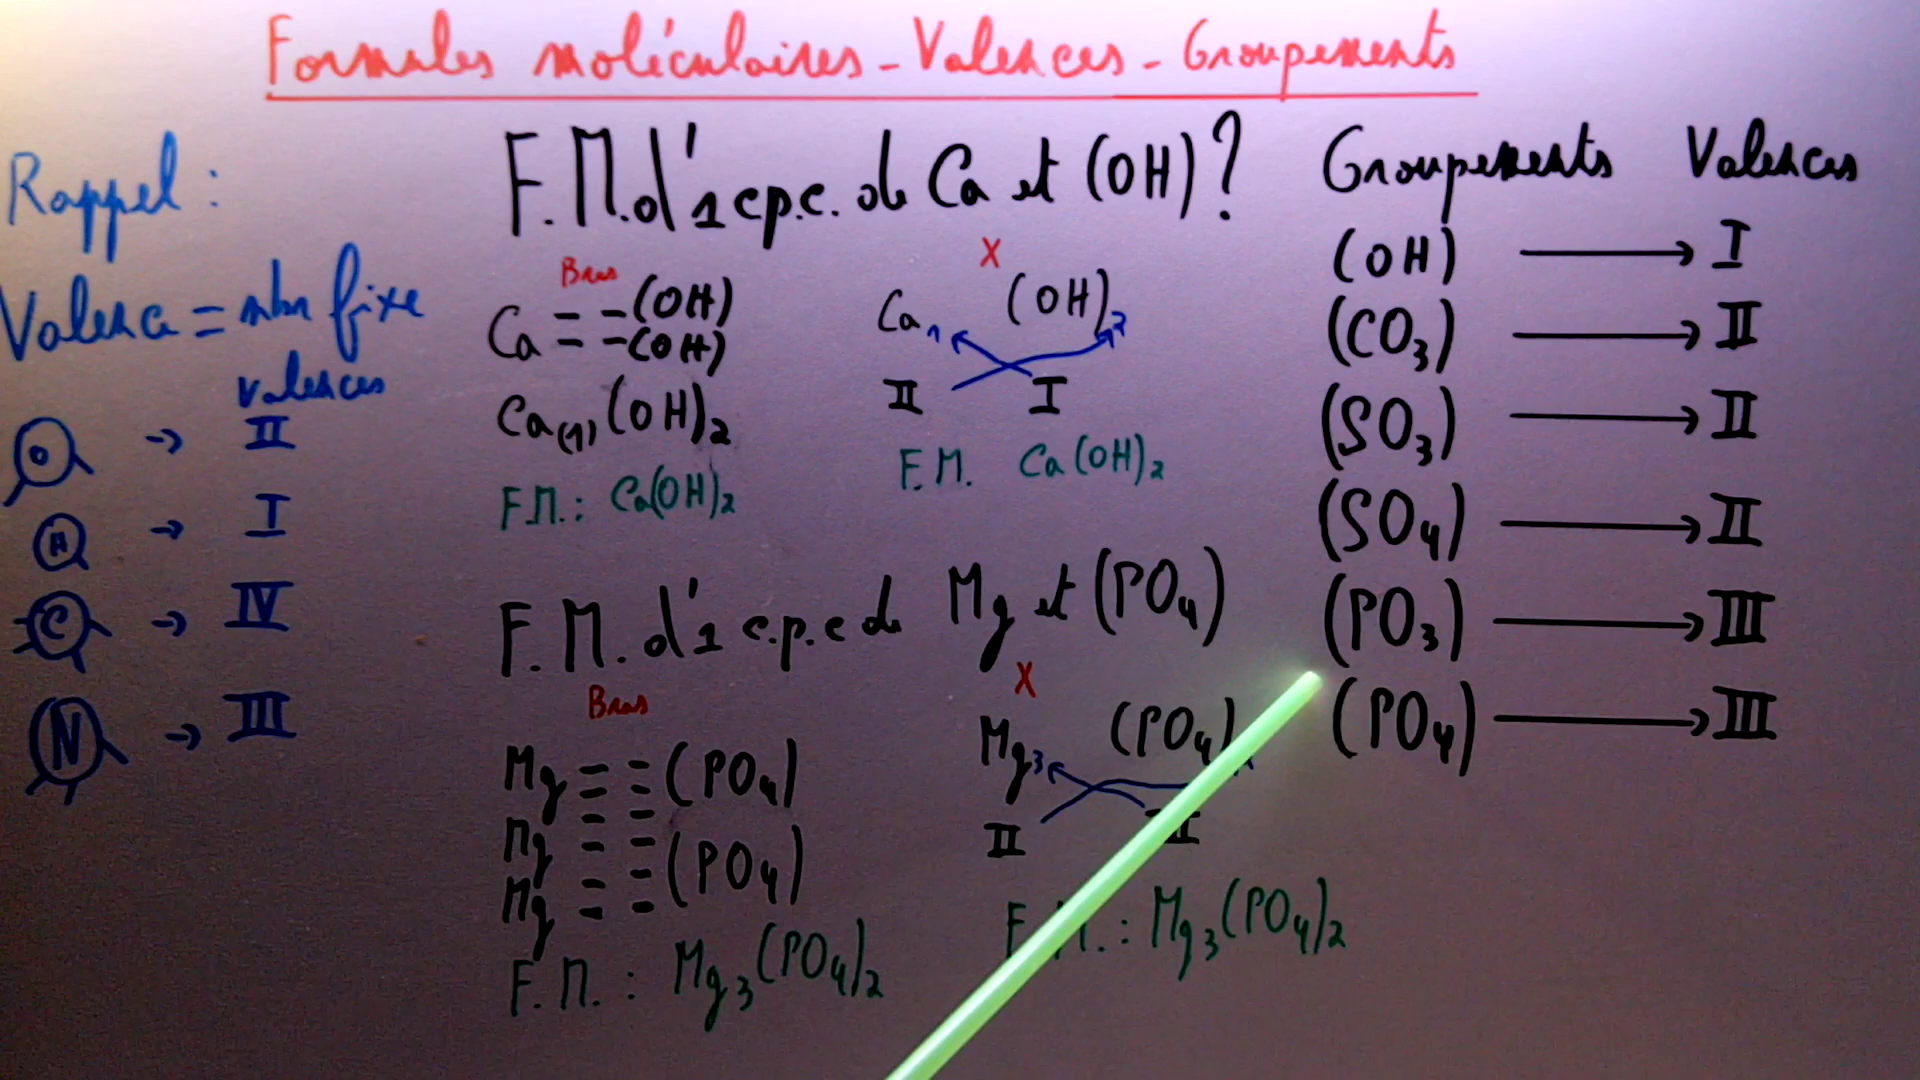 Formules moléculaires - Valences - Groupements
Rappel :
Valence = nbre fixe
valences
O → II
H → I
C → IV
N → III
F.M. d'1 cp.c. de Ca et (OH) ?
Bras
Ca = = -(OH)
-(OH)
Ca(1)(OH)2
F.M. : Ca(OH)2
X
Ca1 (OH)2
II I
F.M. Ca(OH)2
F.M. d'1 c.p.c de Mg et (PO4)
Bras
Mg = = (PO4)
Mg = =
Mg = = (PO4)
F.M. : Mg3(PO4)2
X
Mg3 (PO4)
II
F.M. : Mg3(PO4)2
Groupements Valences
(OH) → I
(CO3) → II
(SO3) → II
(SO4) → II
(PO3) → III
(PO4) → III